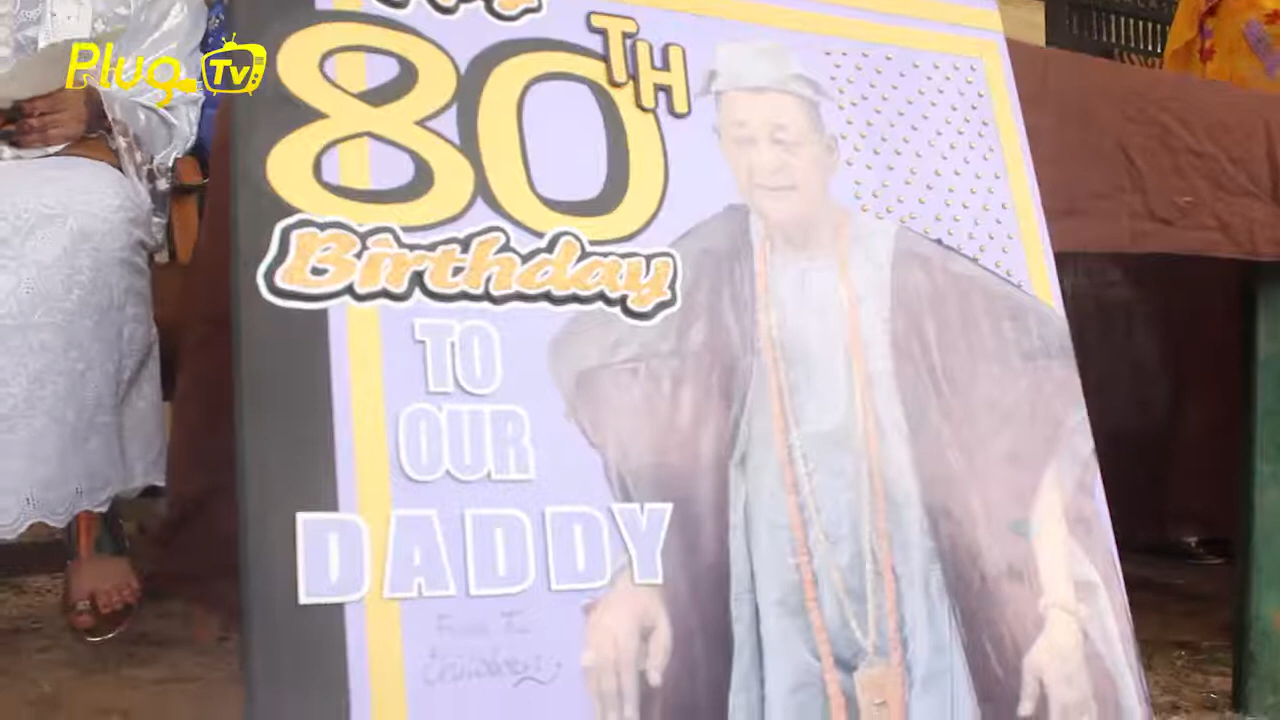 Plug Tv
80TH
Birthday
TO
OUR
DADDY
From The
Children